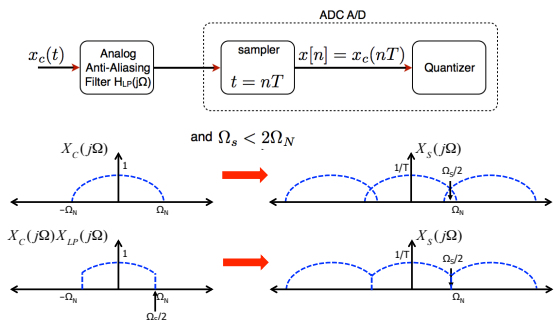 ADC A/D
x_c(t)
Analog
Anti-Aliasing
Filter H_LP(jΩ)
sampler
t = nT
x[n] = x_c(nT)
Quantizer
and Ω_s < 2Ω_N
X_C(jΩ)
1
-Ω_N
Ω_N
X_S(jΩ)
1/T
Ω_S/2
Ω_N
X_C(jΩ)X_LP(jΩ)
1
-Ω_N
Ω_N
Ω_S/2
X_S(jΩ)
1/T
Ω_S/2
Ω_N